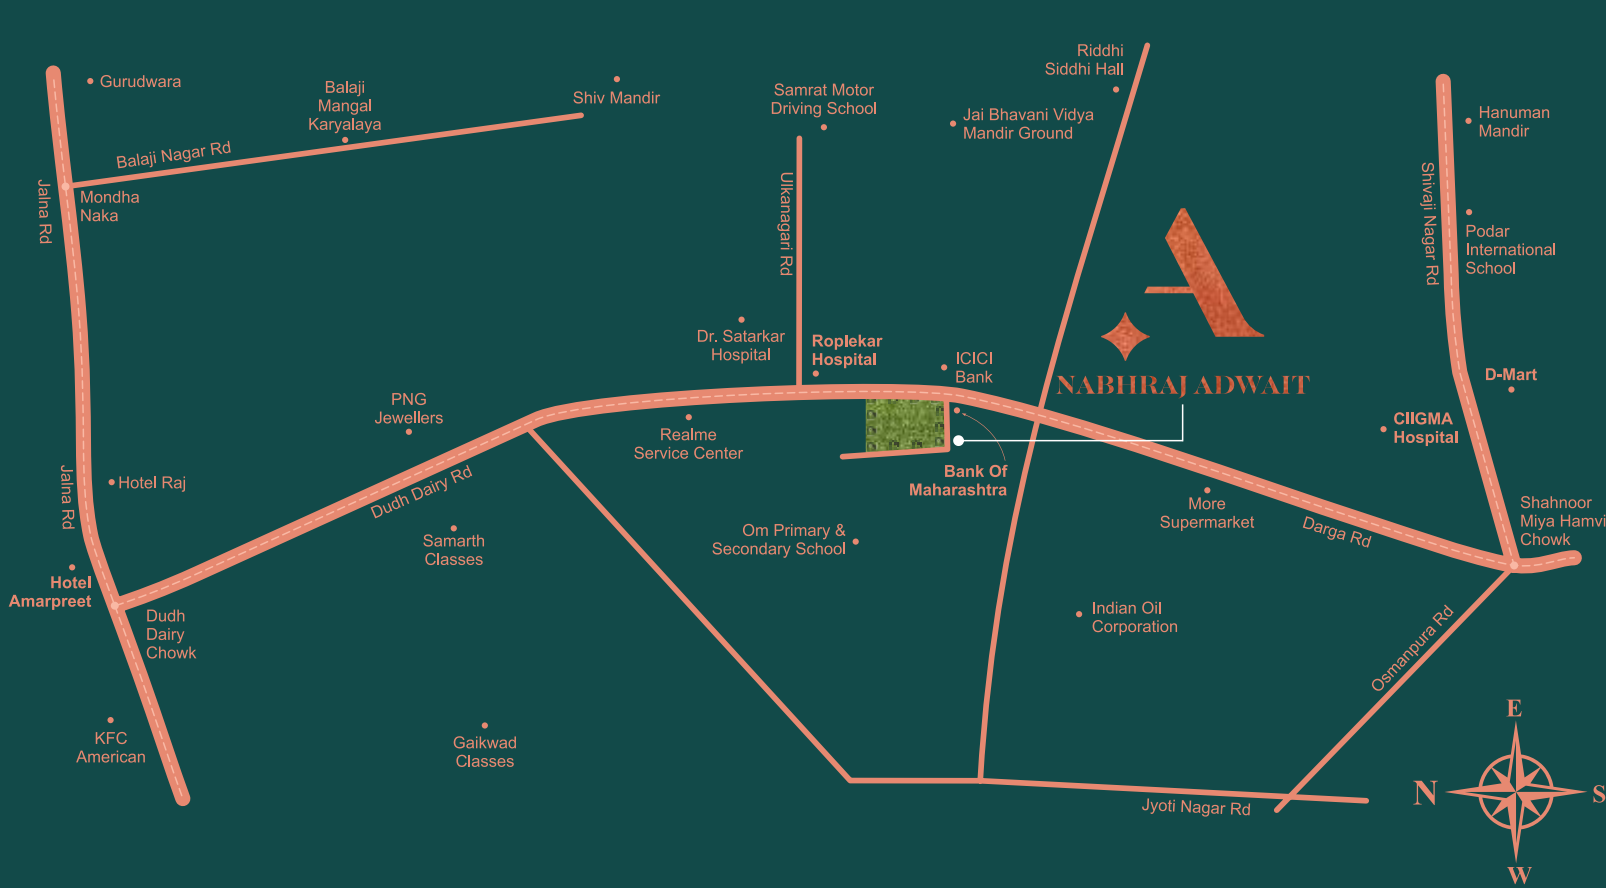 Riddhi
Siddhi Hall
Gurudwara
Balaji
Mangal
Karyalaya
Shiv Mandir
Samrat Motor
Driving School
Jai Bhavani Vidya
Mandir Ground
Hanuman
Mandir
Balaji Nagar Rd
Jalna Rd
Mondha
Naka
Ulkanagari Rd
Shivaji Nagar Rd
Podar
International
School
Dr. Satarkar
Hospital
Roplekar
Hospital
ICICI
Bank
NABHRAJ ADWAIT
D-Mart
PNG
Jewellers
Realme
Service Center
CIIGMA
Hospital
Jalna Rd
Hotel Raj
Dudh Dairy Rd
Bank Of
Maharashtra
More
Supermarket
Darga Rd
Shahnoor
Miya Hamvi
Chowk
Samarth
Classes
Om Primary &
Secondary School
Hotel
Amarpreet
Dudh
Dairy
Chowk
Indian Oil
Corporation
Osmanpura Rd
KFC
American
Gaikwad
Classes
Jyoti Nagar Rd
E
N
S
W